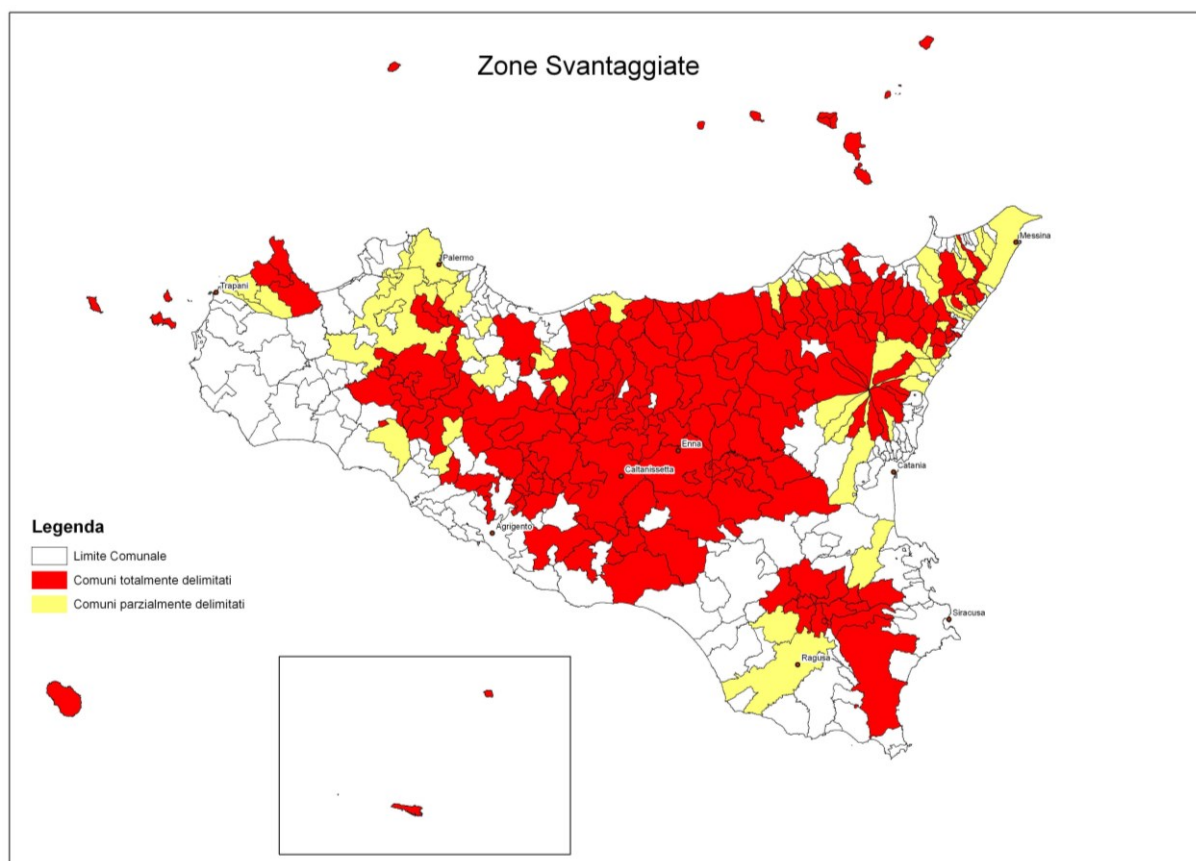 Zone Svantaggiate
Messina
Palermo
Trapani
Enna
Caltanissetta
Catania
Agrigento
Siracusa
Ragusa
Legenda
Limite Comunale
Comuni totalmente delimitati
Comuni parzialmente delimitati